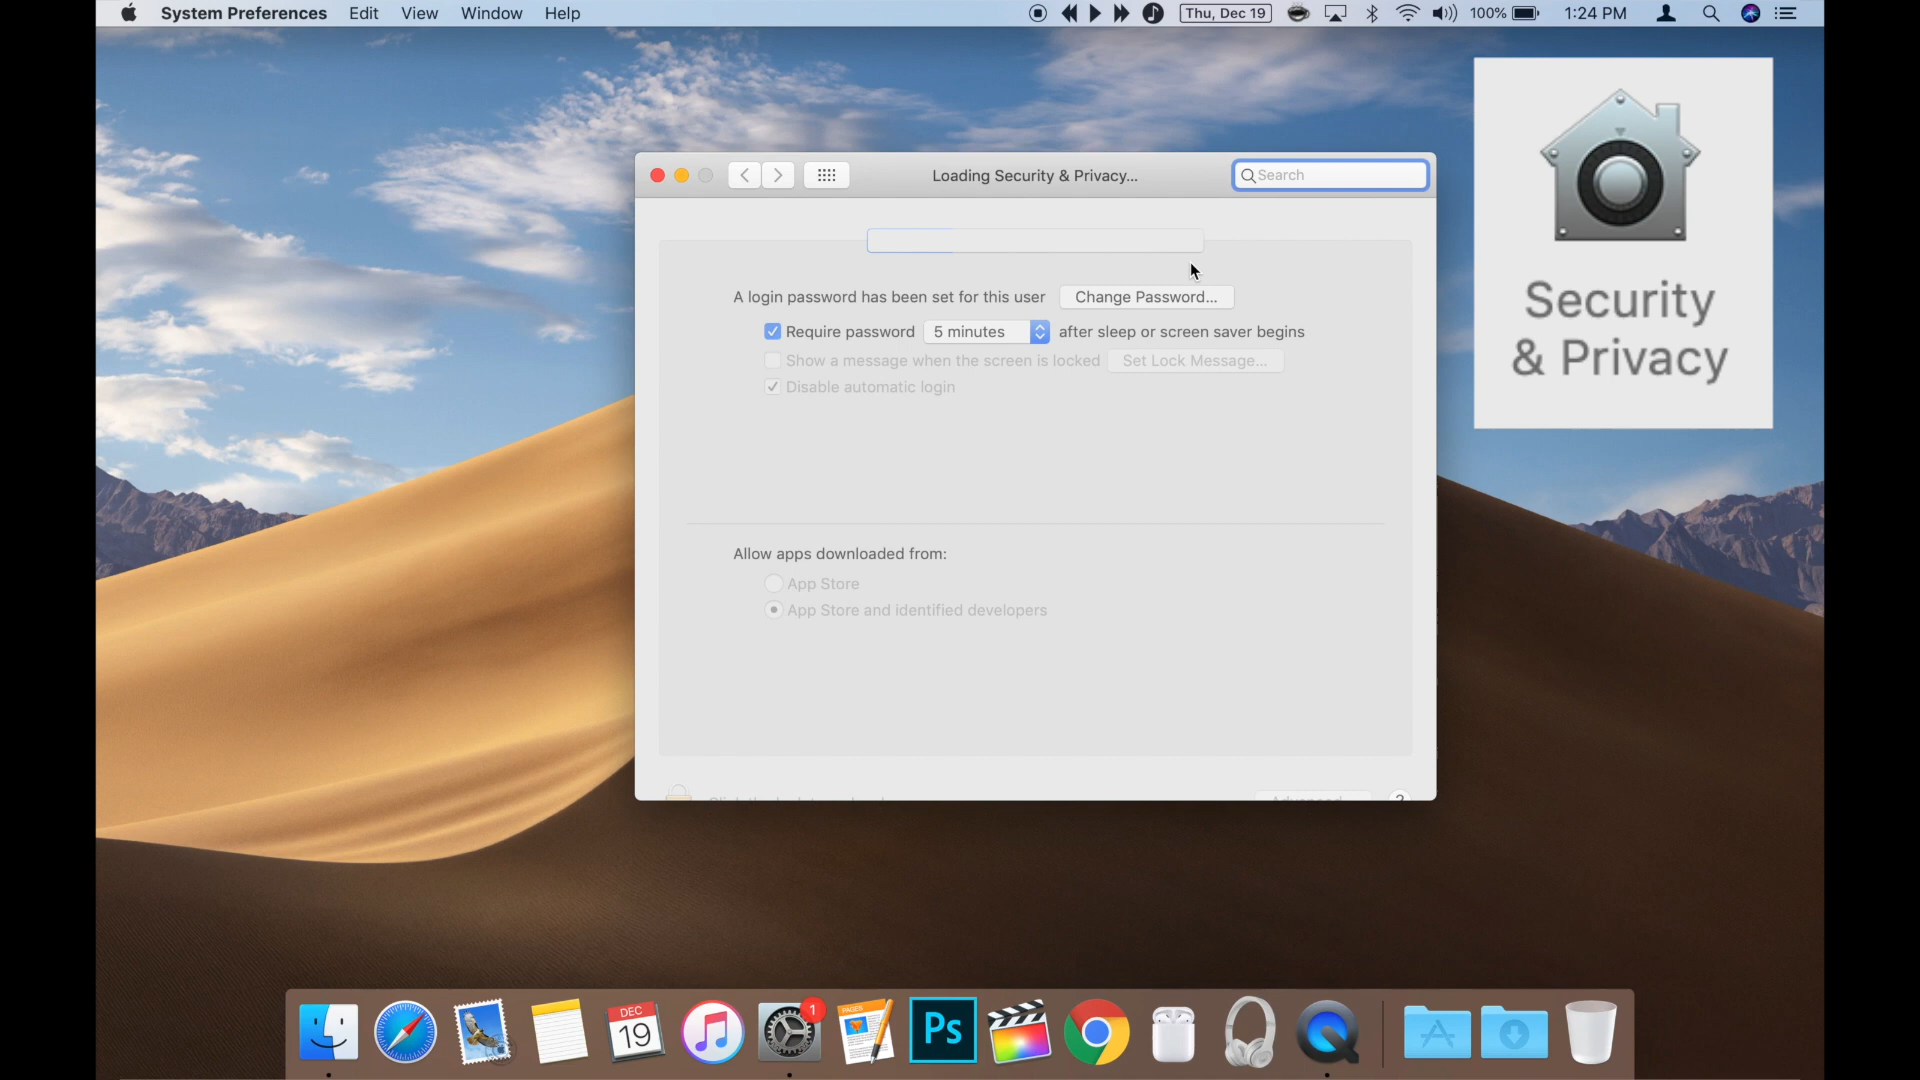 System Preferences Edit View Window Help
Thu, Dec 19 100% 1:24 PM
Loading Security & Privacy...
Search
A login password has been set for this user Change Password...
Require password 5 minutes after sleep or screen saver begins
Show a message when the screen is locked Set Lock Message...
Disable automatic login
Allow apps downloaded from:
App Store
App Store and identified developers
?
Security
& Privacy
DEC
19
1
PAGES
Ps